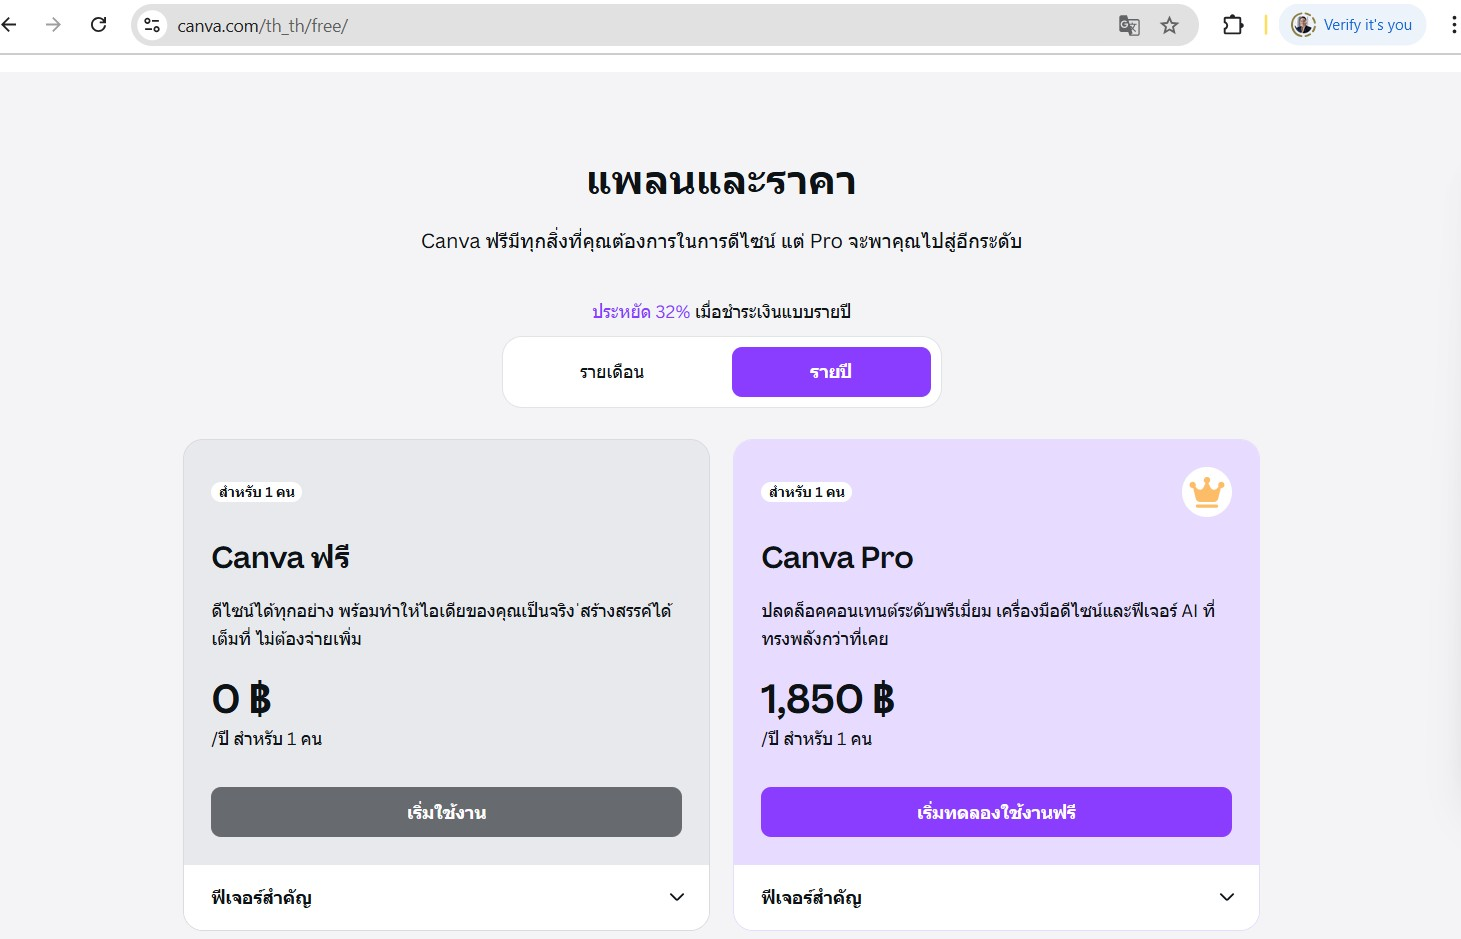 canva.com/th_th/free/
Verify it's you
แพลนและราคา
Canva ฟรีมีทุกสิ่งที่คุณต้องการในการดีไซน์ แต่ Pro จะพาคุณไปสู่อีกระดับ
ประหยัด 32% เมื่อชำระเงินแบบรายปี
รายเดือน
รายปี
สำหรับ 1 คน
Canva ฟรี
ดีไซน์ได้ทุกอย่าง พร้อมทำให้ไอเดียของคุณเป็นจริง ่สร้างสรรค์ได้
เต็มที่ ไม่ต้องจ่ายเพิ่ม
0 ฿
/ปี สำหรับ 1 คน
เริ่มใช้งาน
ฟีเจอร์สำคัญ
สำหรับ 1 คน
Canva Pro
ปลดล็อคคอนเทนต์ระดับพรีเมี่ยม เครื่องมือดีไซน์และฟีเจอร์ AI ที่
ทรงพลังกว่าที่เคย
1,850 ฿
/ปี สำหรับ 1 คน
เริ่มทดลองใช้งานฟรี
ฟีเจอร์สำคัญ